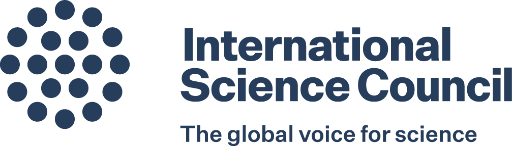 International
Science Council
The global voice for science